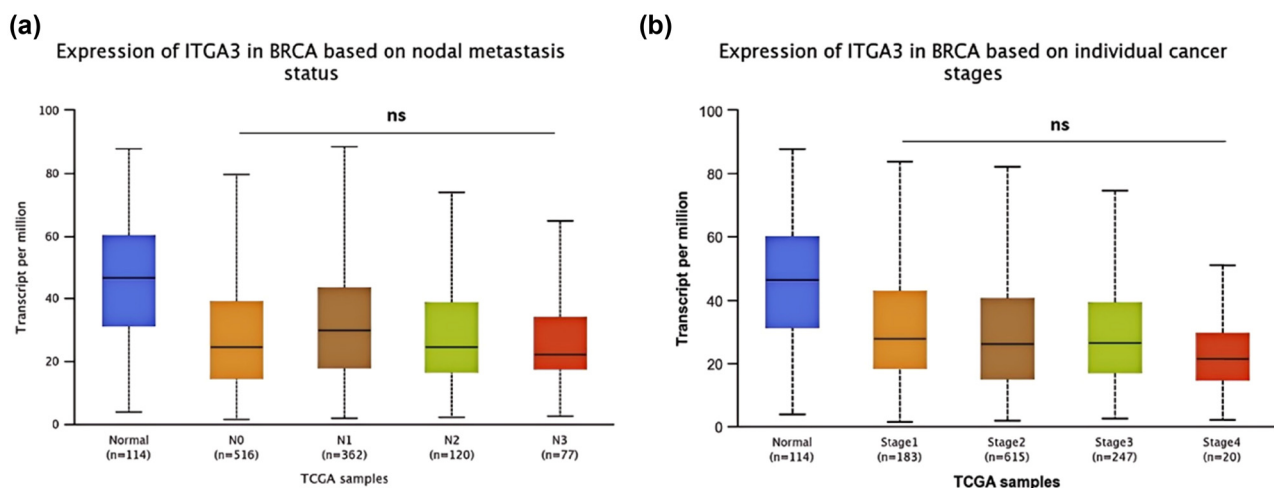 (a)
Expression of ITGA3 in BRCA based on nodal metastasis
status
Transcript per million
100
80
60
40
20
0
ns
Normal
(n=114)
N0
(n=516)
N1
(n=362)
N2
(n=120)
N3
(n=77)
TCGA samples
(b)
Expression of ITGA3 in BRCA based on individual cancer
stages
Transcript per million
100
80
60
40
20
0
ns
Normal
(n=114)
Stage1
(n=183)
Stage2
(n=615)
Stage3
(n=247)
Stage4
(n=20)
TCGA samples